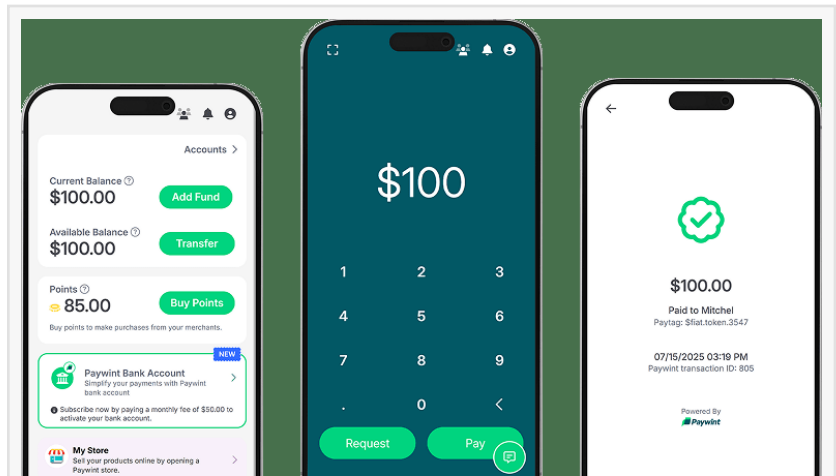 Accounts >
Current Balance ?
$100.00
Add Fund
Available Balance ?
$100.00
Transfer
Points ?
85.00
Buy Points
Buy points to make purchases from your merchants.
NEW
Paywint Bank Account
Simplify your payments with Paywint
bank account
Subscribe now by paying a monthly fee of $50.00 to
activate your bank account.
My Store
Sell your products online by opening a
Paywint store.
$100
1 2 3
4 5 6
7 8 9
. 0 <
Request Pay
$100.00
Paid to Mitchel
Paytag: $fiat.token.3547
07/15/2025 03:19 PM
Paywint transaction ID: 805
Powered By
Paywint